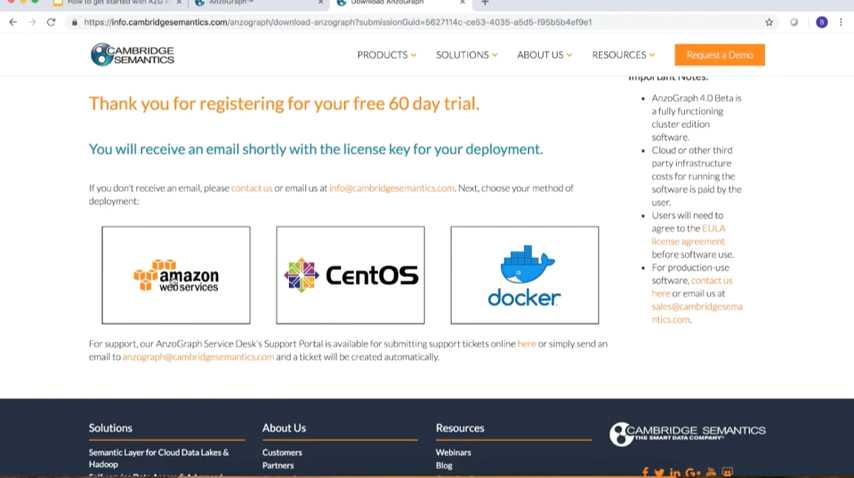 How to get started with AZG
AnzoGraph™
Download AnzoGraph
https://info.cambridgesemantics.com/anzograph/download-anzograph?submissionGuid=5627114c-ce53-4035-a5d5-f95b5b4ef9e1
8
CAMBRIDGE
SEMANTICS
PRODUCTS
SOLUTIONS
ABOUT US
RESOURCES
Request a Demo
Thank you for registering for your free 60 day trial.
You will receive an email shortly with the license key for your deployment.
If you don't receive an email, please contact us or email us at info@cambridgesemantics.com. Next, choose your method of
deployment:
amazon
web services
CentOS
docker
For support, our AnzoGraph Service Desk's Support Portal is available for submitting support tickets online here or simply send an
email to anzograph@cambridgesemantics.com and a ticket will be created automatically.
Important Notes:
AnzoGraph 4.0 Beta is
a fully functioning
cluster edition
software.
Cloud or other third
party infrastructure
costs for running the
software is paid by the
user.
Users will need to
agree to the EULA
license agreement
before software use.
For production-use
software, contact us
here or email us at
sales@cambridgesema
ntics.com.
Solutions
Semantic Layer for Cloud Data Lakes &
Hadoop
About Us
Customers
Partners
Resources
Webinars
Blog
CAMBRIDGE SEMANTICS
THE SMART DATA COMPANY®